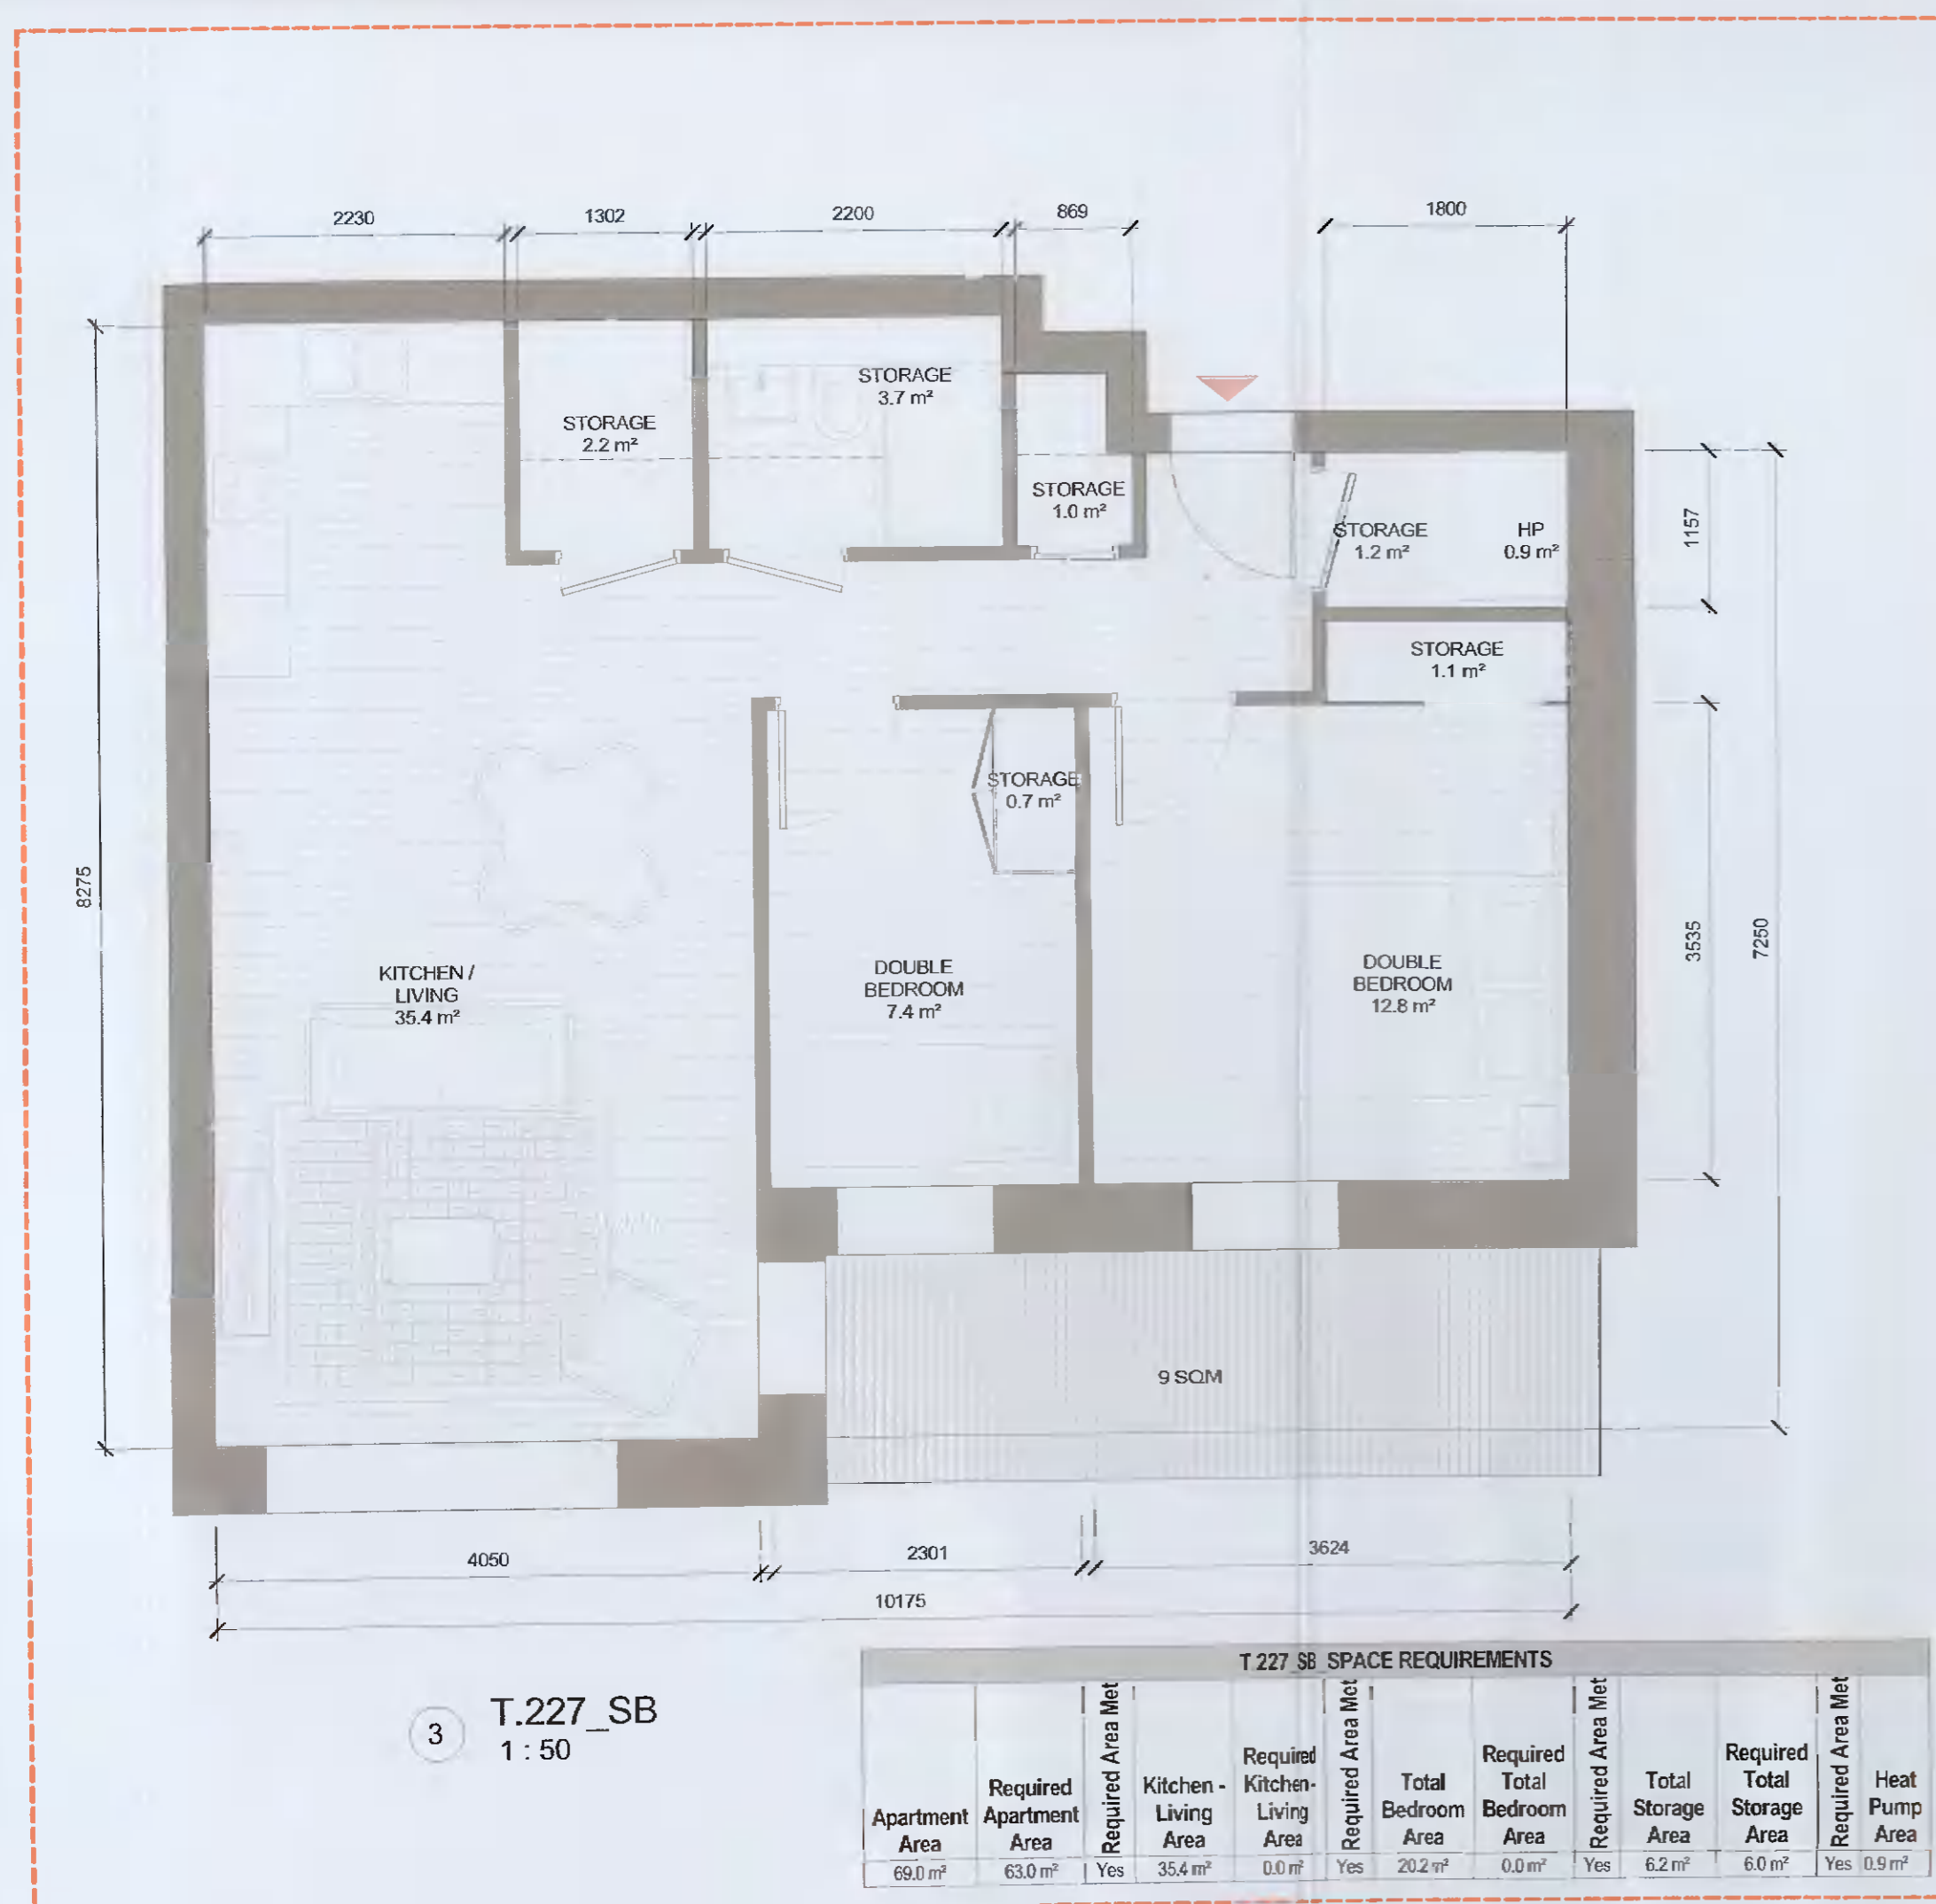 2230
1302
2200
869
1800
STORAGE
3.7 m²
STORAGE
2.2 m²
STORAGE
1.0 m²
STORAGE
1.2 m²
HP
0.9 m²
1157
STORAGE
1.1 m²
STORAGE
0.7 m²
8275
3535
7250
KITCHEN /
LIVING
35.4 m²
DOUBLE
BEDROOM
7.4 m²
DOUBLE
BEDROOM
12.8 m²
9 SQM
4050
2301
3624
10175
3
T.227_SB
1 : 50
T.227_SB_SPACE REQUIREMENTS
Apartment
Area
Required
Apartment
Area
Required Area Met
Kitchen -
Living
Area
Required
Kitchen-
Living
Area
Required Area Met
Total
Bedroom
Area
Required
Total
Bedroom
Area
Required Area Met
Total
Storage
Area
Required
Total
Storage
Area
Required Area Met
Heat
Pump
Area
69.0 m² 63.0 m² Yes 35.4 m² 0.0 m² Yes 20.2 m² 0.0 m² Yes 6.2 m² 6.0 m² Yes 0.9 m²